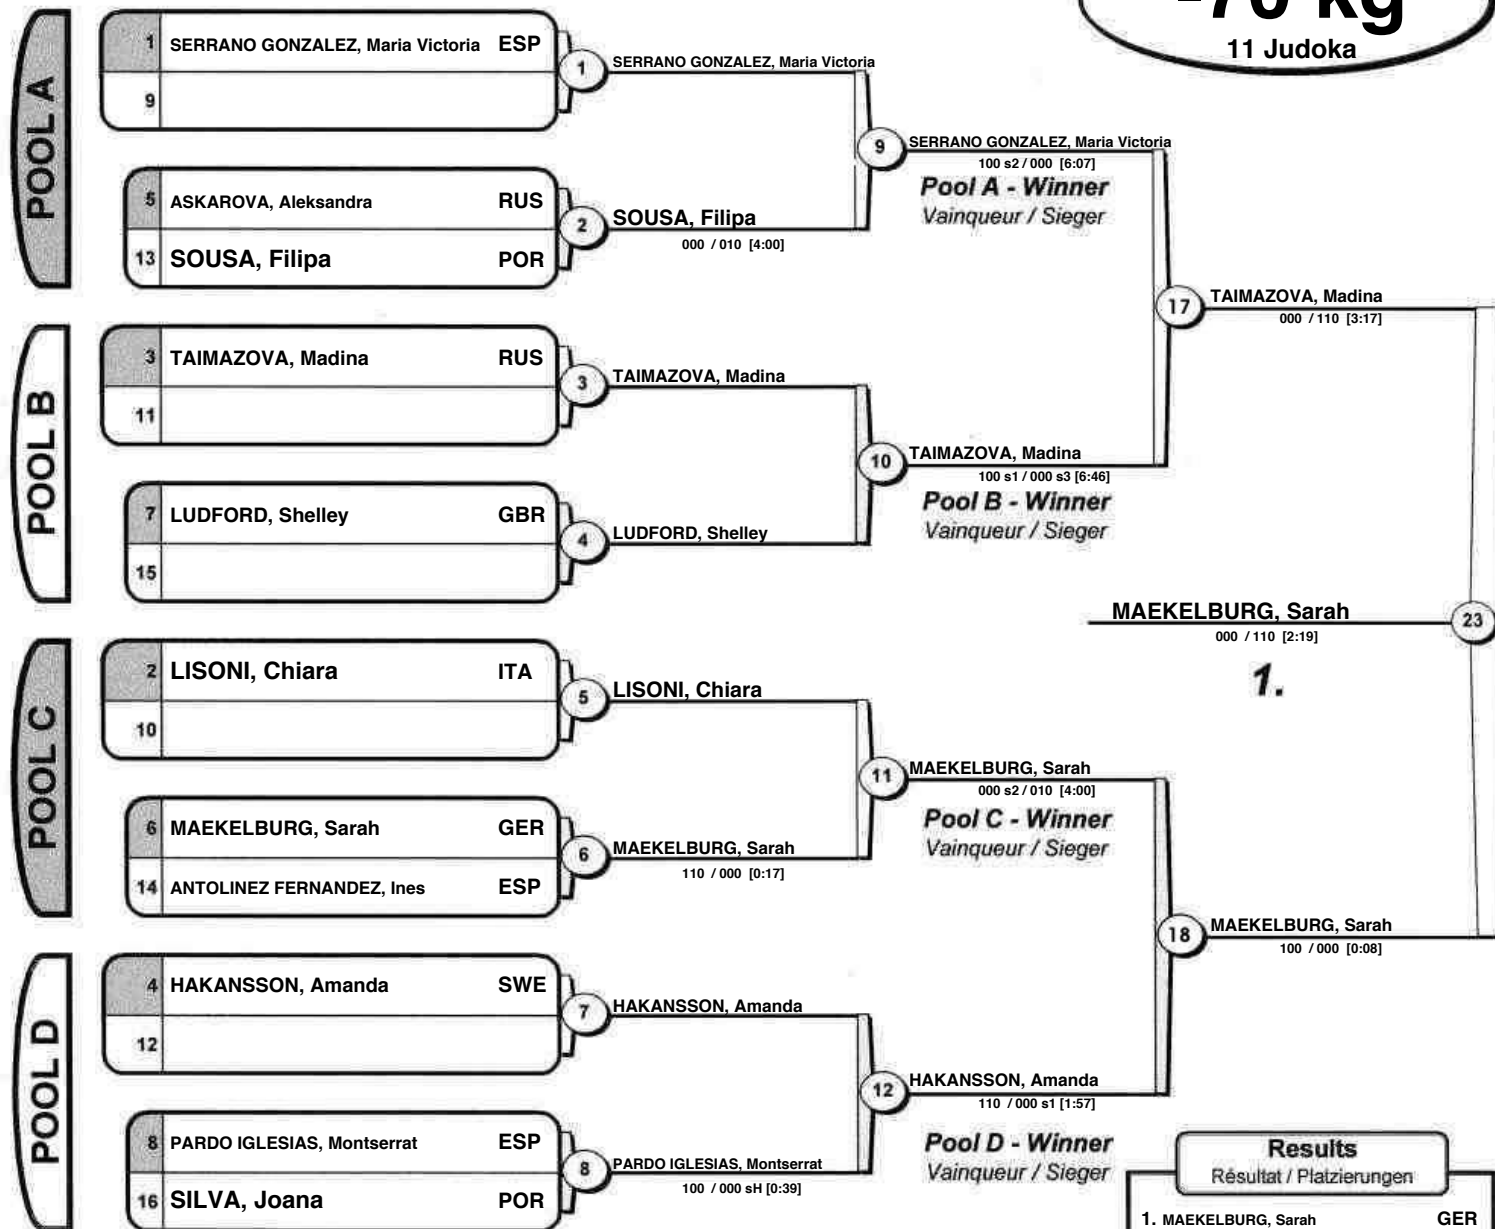 -70 kg
11 Judoka
POOL A
1 SERRANO GONZALEZ, Maria Victoria ESP
9
1 SERRANO GONZALEZ, Maria Victoria
5 ASKAROVA, Aleksandra RUS
13 SOUSA, Filipa POR
2 SOUSA, Filipa
000 / 010 [4:00]
9 SERRANO GONZALEZ, Maria Victoria
100 s2 / 000 [6:07]
Pool A - Winner
Vainqueur / Sieger
POOL B
3 TAIMAZOVA, Madina RUS
11
3 TAIMAZOVA, Madina
7 LUDFORD, Shelley GBR
15
4 LUDFORD, Shelley
10 TAIMAZOVA, Madina
100 s1 / 000 s3 [6:46]
Pool B - Winner
Vainqueur / Sieger
17 TAIMAZOVA, Madina
000 / 110 [3:17]
MAEKELBURG, Sarah 23
000 / 110 [2:19]
1.
POOL C
2 LISONI, Chiara ITA
10
5 LISONI, Chiara
6 MAEKELBURG, Sarah GER
14 ANTOLINEZ FERNANDEZ, Ines ESP
6 MAEKELBURG, Sarah
110 / 000 [0:17]
11 MAEKELBURG, Sarah
000 s2 / 010 [4:00]
Pool C - Winner
Vainqueur / Sieger
18 MAEKELBURG, Sarah
100 / 000 [0:08]
POOL D
4 HAKANSSON, Amanda SWE
12
7 HAKANSSON, Amanda
8 PARDO IGLESIAS, Montserrat ESP
16 SILVA, Joana POR
8 PARDO IGLESIAS, Montserrat
100 / 000 sH [0:39]
12 HAKANSSON, Amanda
110 / 000 s1 [1:57]
Pool D - Winner
Vainqueur / Sieger
Results
Résultat / Platzierungen
1. MAEKELBURG, Sarah GER